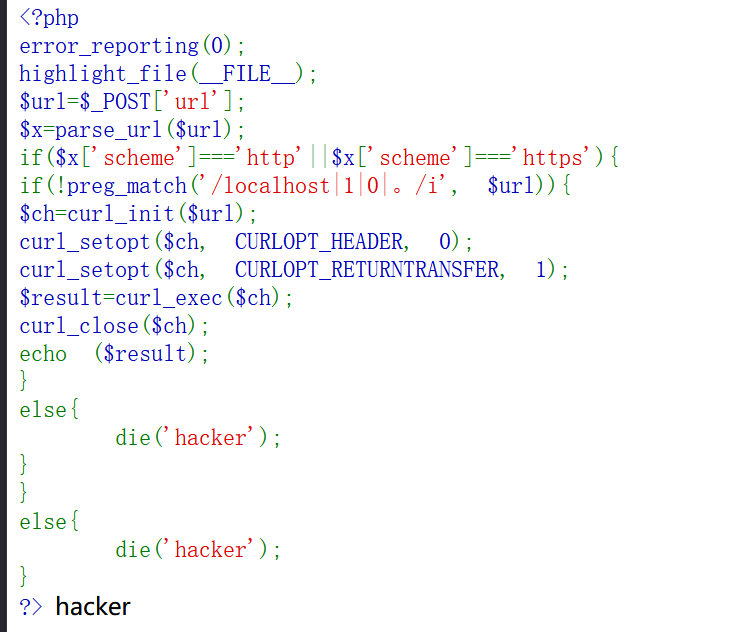 <?php
error_reporting(0);
highlight_file(__FILE__);
$url=$_POST['url'];
$x=parse_url($url);
if($x['scheme']==='http'||$x['scheme']==='https'){
if(!preg_match('/localhost|1|0|。/i', $url)){
$ch=curl_init($url);
curl_setopt($ch, CURLOPT_HEADER, 0);
curl_setopt($ch, CURLOPT_RETURNTRANSFER, 1);
$result=curl_exec($ch);
curl_close($ch);
echo ($result);
}
else{
die('hacker');
}
}
else{
die('hacker');
}
?> hacker